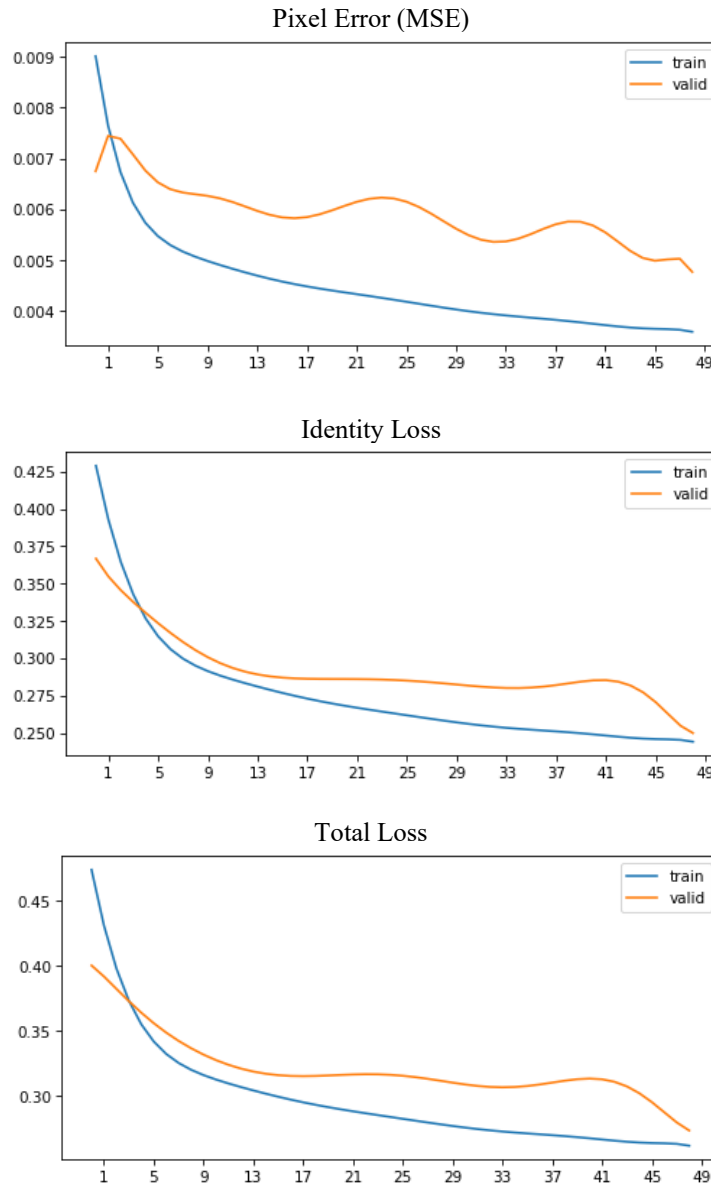 Pixel Error (MSE)
0.009
0.008
0.007
0.006
0.005
0.004
train
valid
1 5 9 13 17 21 25 29 33 37 41 45 49
Identity Loss
0.425
0.400
0.375
0.350
0.325
0.300
0.275
0.250
train
valid
1 5 9 13 17 21 25 29 33 37 41 45 49
Total Loss
0.45
0.40
0.35
0.30
train
valid
1 5 9 13 17 21 25 29 33 37 41 45 49